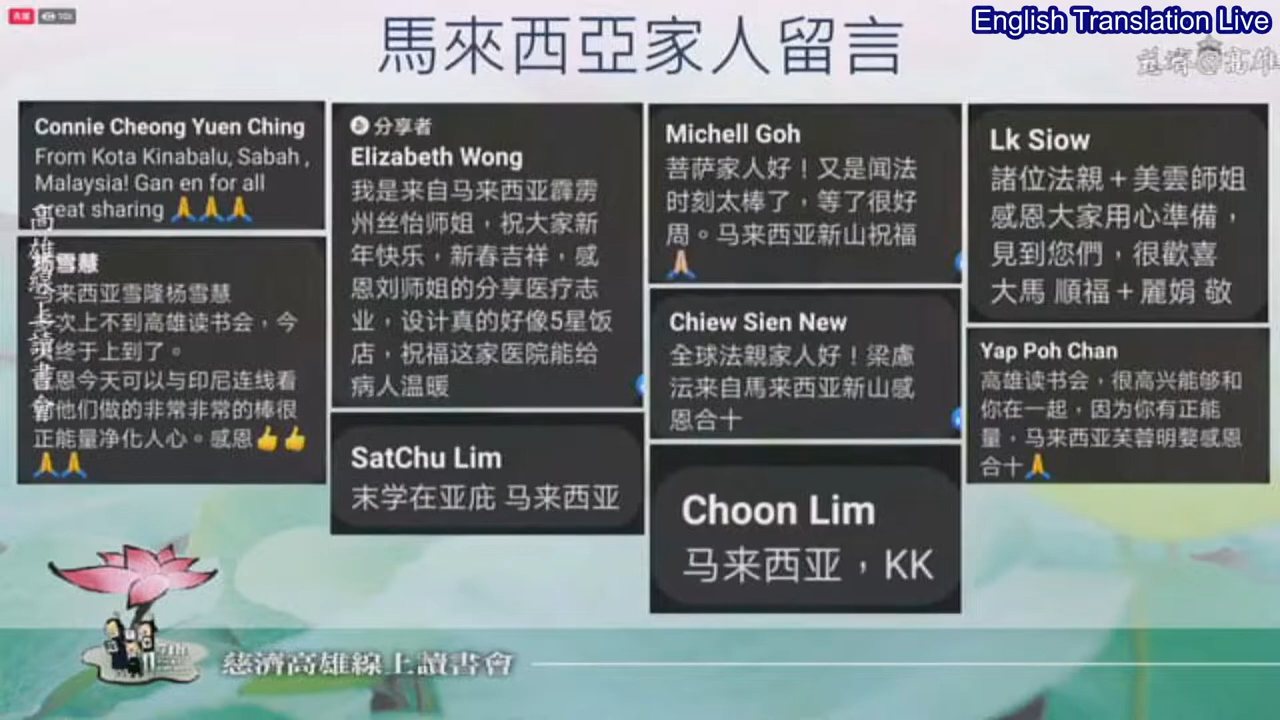 English Translation Live
馬來西亞家人留言
慈濟@高雄
Connie Cheong Yuen Ching
From Kota Kinabalu, Sabah,
Malaysia! Gan en for all
great sharing 🙏🙏🙏
雪慧
来西亚雪隆杨雪慧
次上不到高雄读书会，今
终于上到了。
恩今天可以与印尼连线看
他们做的非常非常的棒很
正能量净化人心。感恩👍👍
🙏🙏
高雄線上讀書會
分享者
Elizabeth Wong
我是来自马来西亚霹雳
州丝怡师姐，祝大家新
年快乐，新春吉祥，感
恩刘师姐的分享医疗志
业，设计真的好像5星饭
店，祝福这家医院能给
病人温暖
SatChu Lim
末学在亚庇 马来西亚
Michell Goh
菩萨家人好！又是闻法
时刻太棒了，等了很好
周。马来西亚新山祝福
🙏
Chiew Sien New
全球法親家人好！梁慮
沄来自馬来西亚新山感
恩合十
Choon Lim
马来西亚，KK
Lk Siow
諸位法親＋美雲師姐
感恩大家用心準備，
見到您們，很歡喜
大馬 順福＋麗娟 敬
Yap Poh Chan
高雄读书会，很高兴能够和
你在一起，因为你有正能
量，马来西亚芙蓉明嫛感恩
合十🙏
慈濟高雄線上讀書會